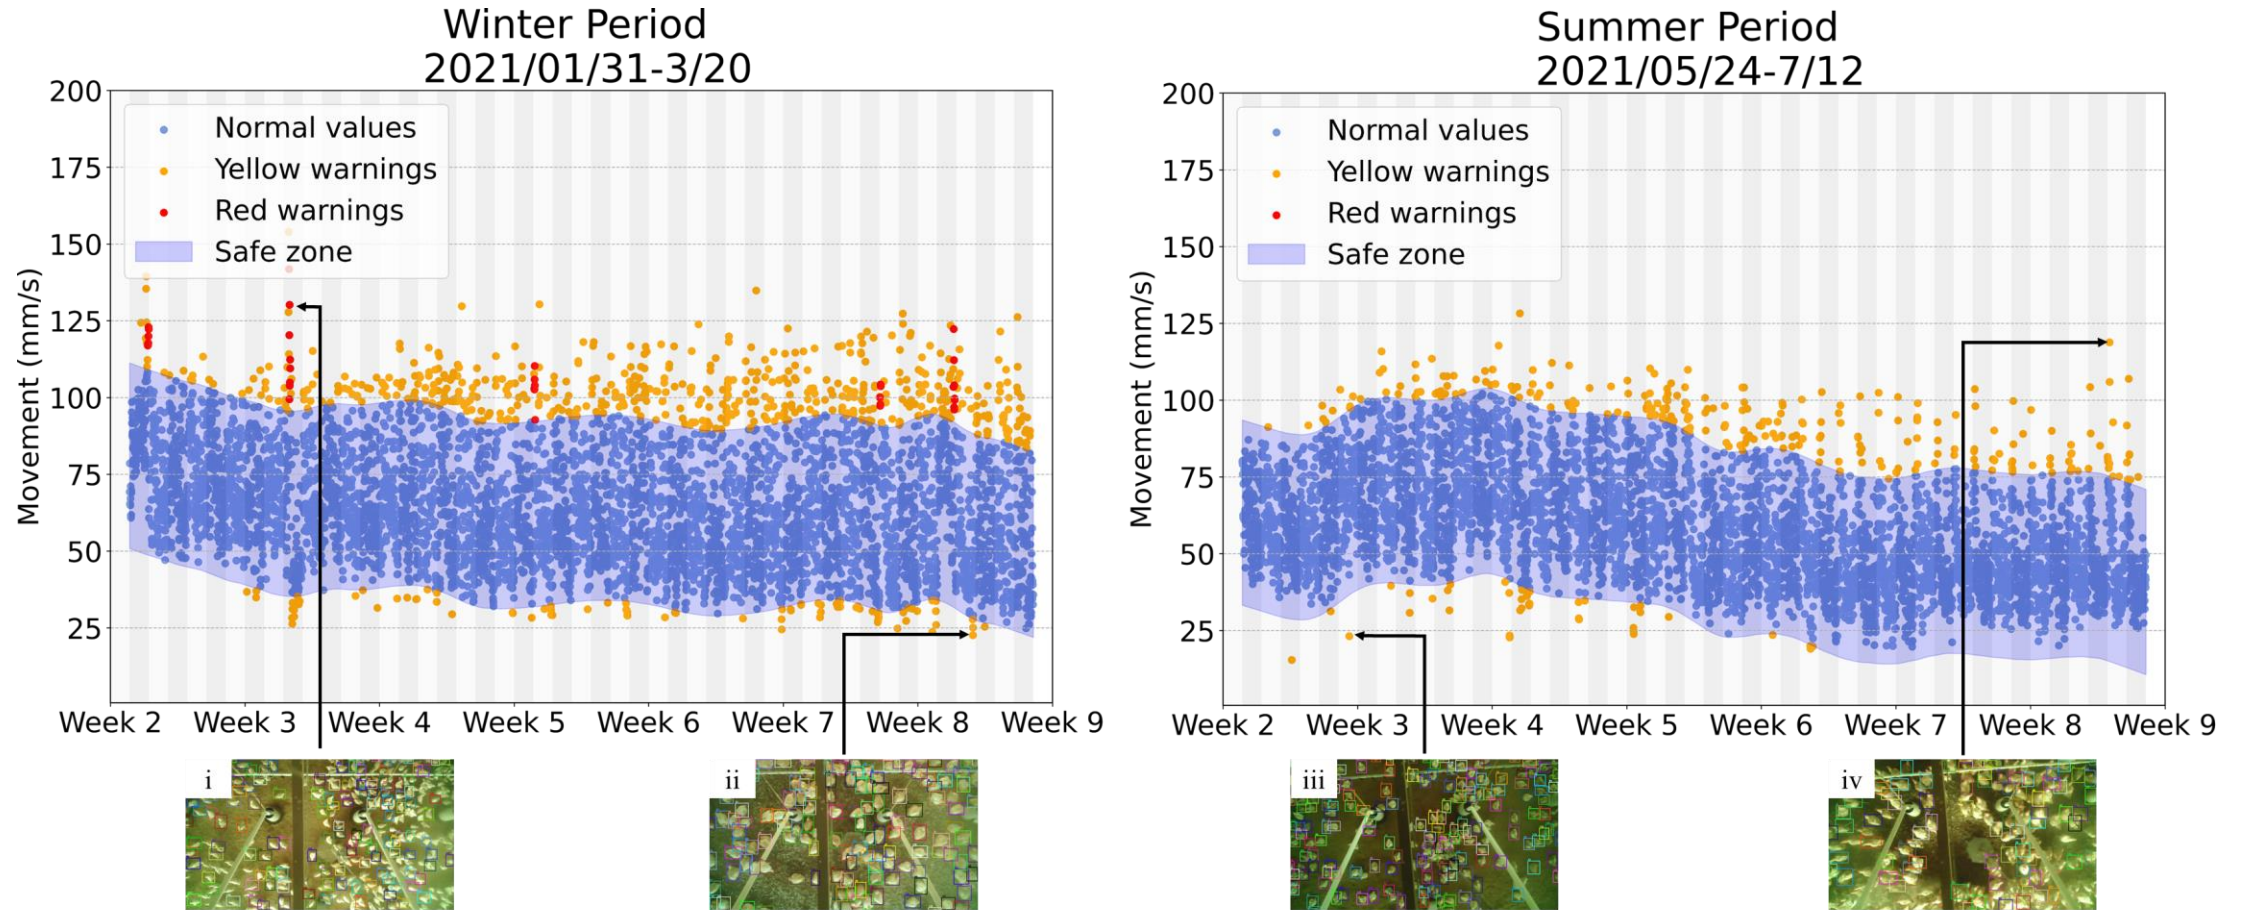 Winter Period
2021/01/31-3/20
200
175
150
125
100
75
50
25
Movement (mm/s)
Normal values
Yellow warnings
Red warnings
Safe zone
Week 2 Week 3 Week 4 Week 5 Week 6 Week 7 Week 8 Week 9
i
ii
Summer Period
2021/05/24-7/12
200
175
150
125
100
75
50
25
Movement (mm/s)
Normal values
Yellow warnings
Red warnings
Safe zone
Week 2 Week 3 Week 4 Week 5 Week 6 Week 7 Week 8 Week 9
iii
iv